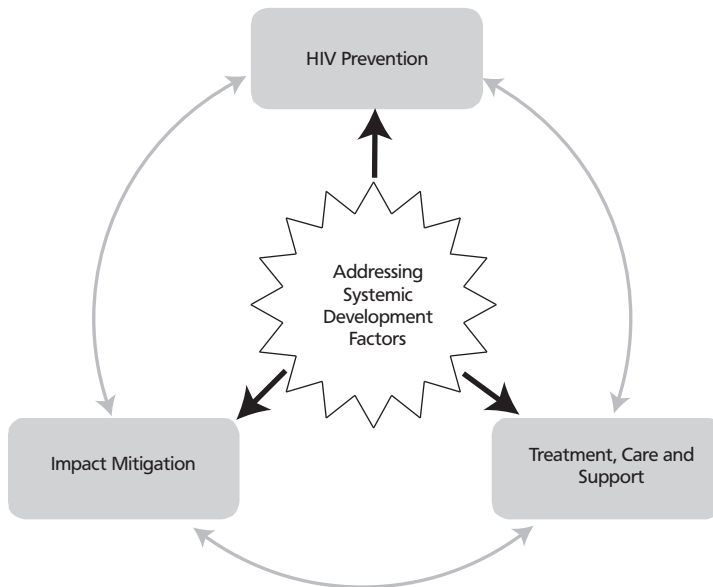 HIV Prevention
Addressing
Systemic
Development
Factors
Impact Mitigation
Treatment, Care and
Support